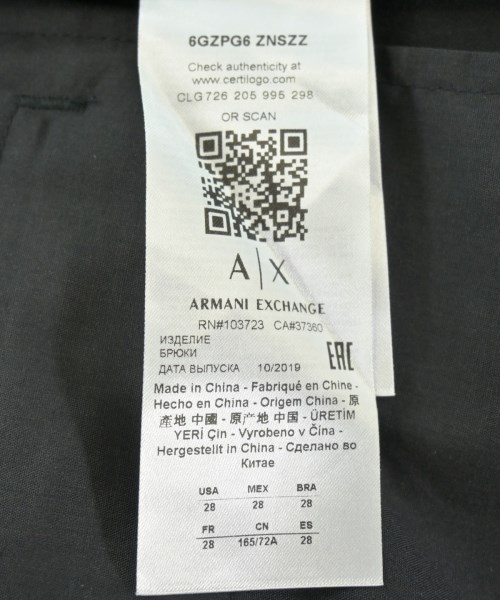 6GZPG6 ZNSZZ
Check authenticity at
www.certilogo.com
CLG 726 205 995 298
OR SCAN
A|X
ARMANI EXCHANGE
RN#103723 CA#37360
ИЗДЕЛИЕ
БРЮКИ
ДАТА ВЫПУСКА 10/2019
EAC
Made in China - Fabriqué en Chine -
Hecho en China - Origem China - 原
產地 中國 - 原产地 中国 - ÜRETİM
YERİ Çin - Vyrobeno v Čína -
Hergestellt in China - Сделано во
Китае
USA MEX BRA
28 28 28
FR CN ES
28 165/72A 28